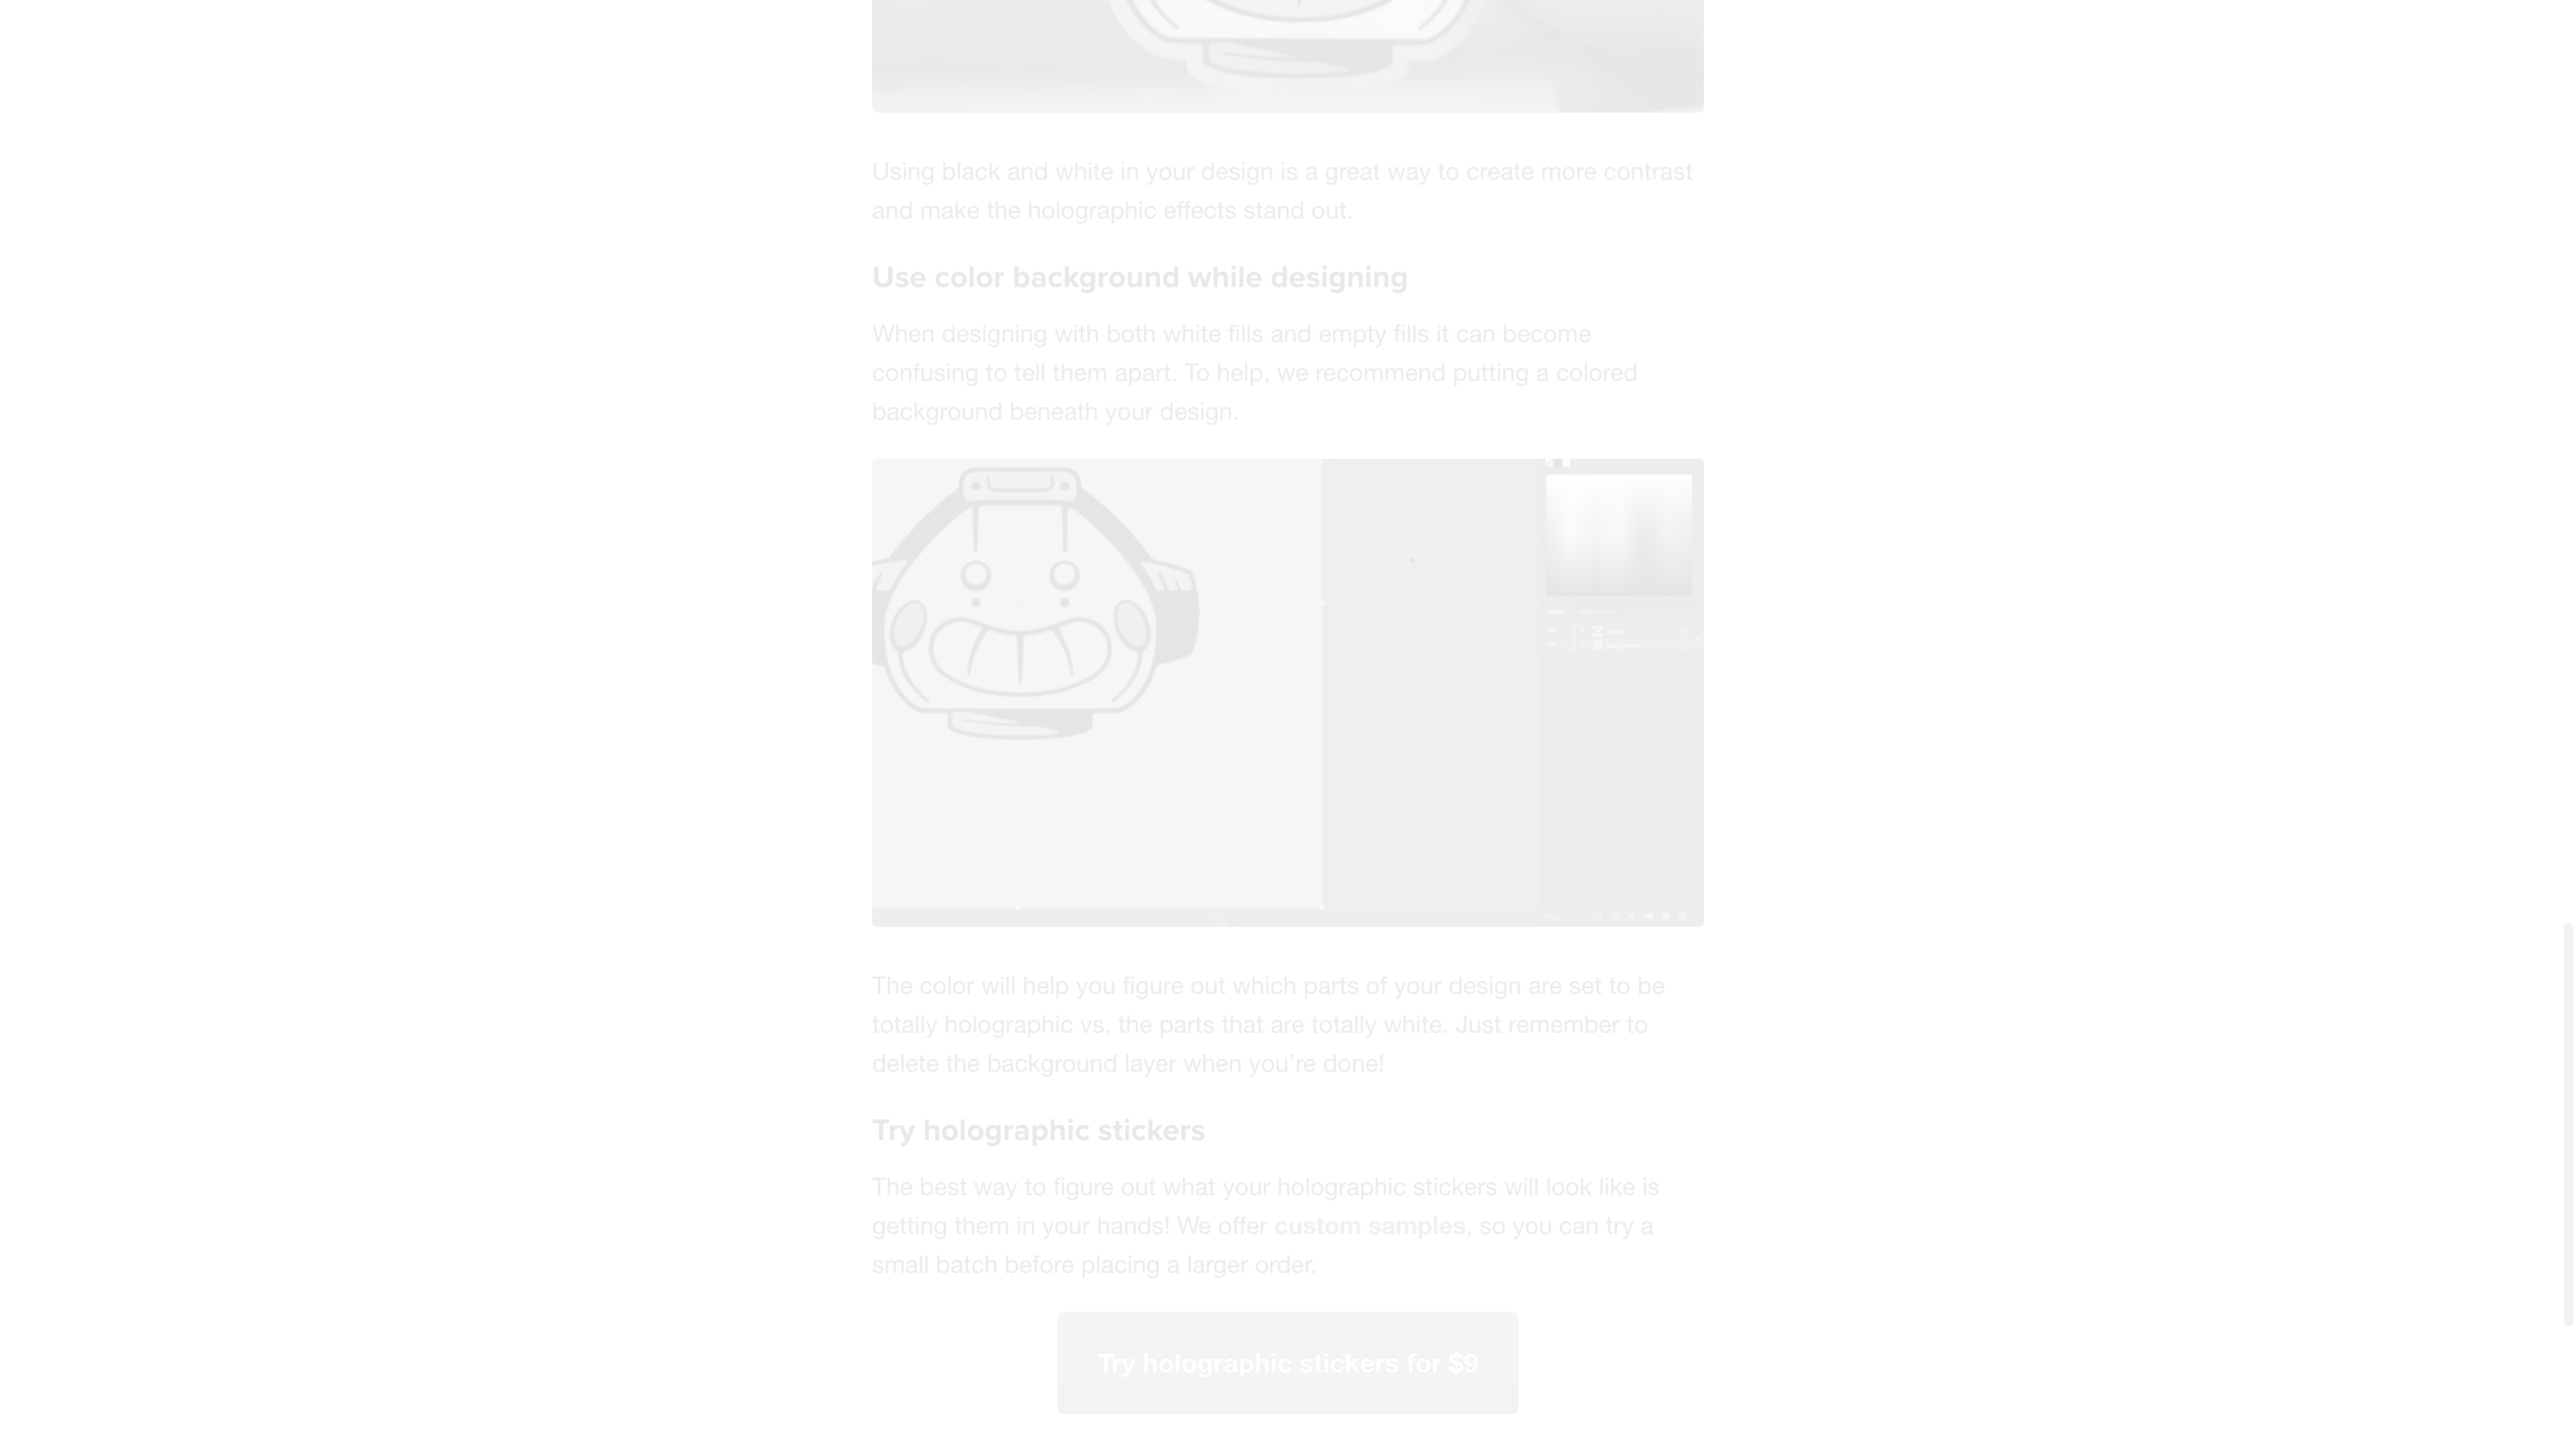 Using black and white in your design is a great way to create more contrast
and make the holographic effects stand out.
Use color background while designing
When designing with both white fills and empty fills it can become
confusing to tell them apart. To help, we recommend putting a colored
background beneath your design.
The color will help you figure out which parts of your design are set to be
totally holographic vs. the parts that are totally white. Just remember to
delete the background layer when you’re done!
Try holographic stickers
The best way to figure out what your holographic stickers will look like is
getting them in your hands! We offer custom samples, so you can try a
small batch before placing a larger order.
Try holographic stickers for $9